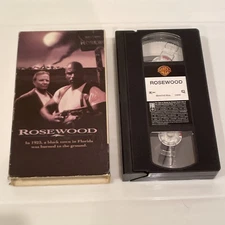 ROSEWOOD
In 1923, a black town in Florida
was burned to the ground.
ROSEWOOD